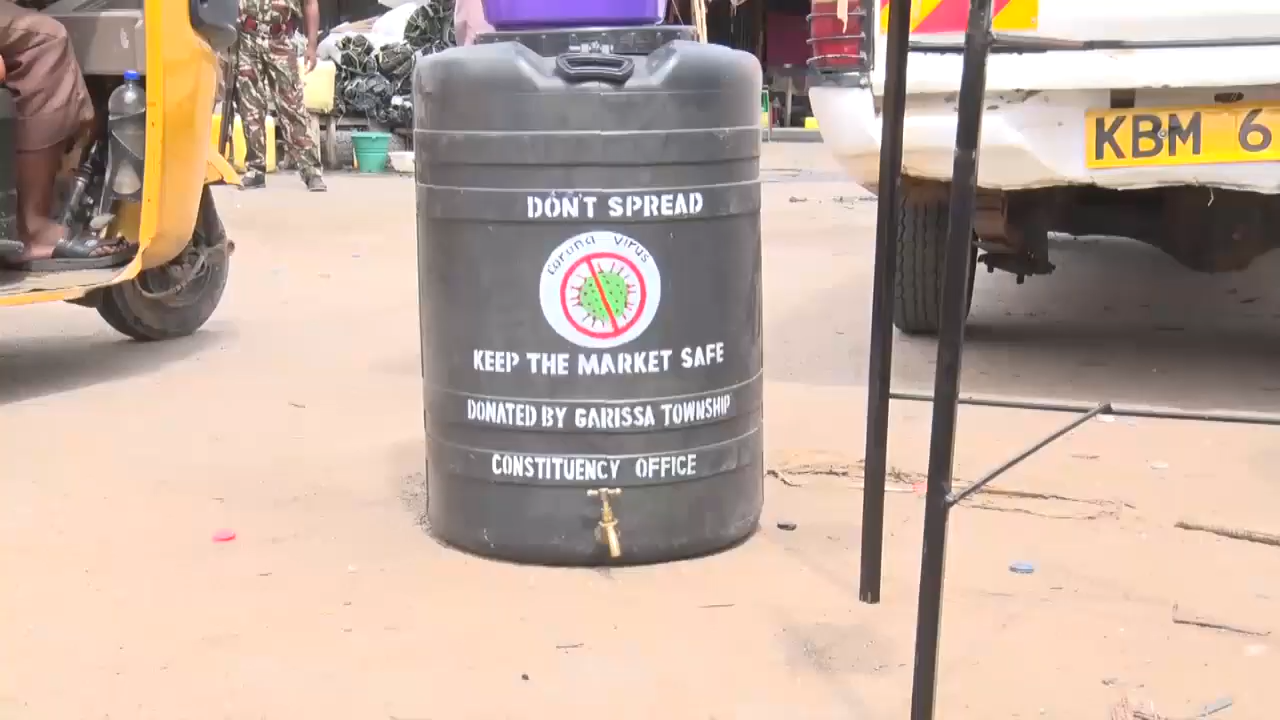 DON'T SPREAD
Corona Virus
KEEP THE MARKET SAFE
DONATED BY GARISSA TOWNSHIP
CONSTITUENCY OFFICE
KBM 6